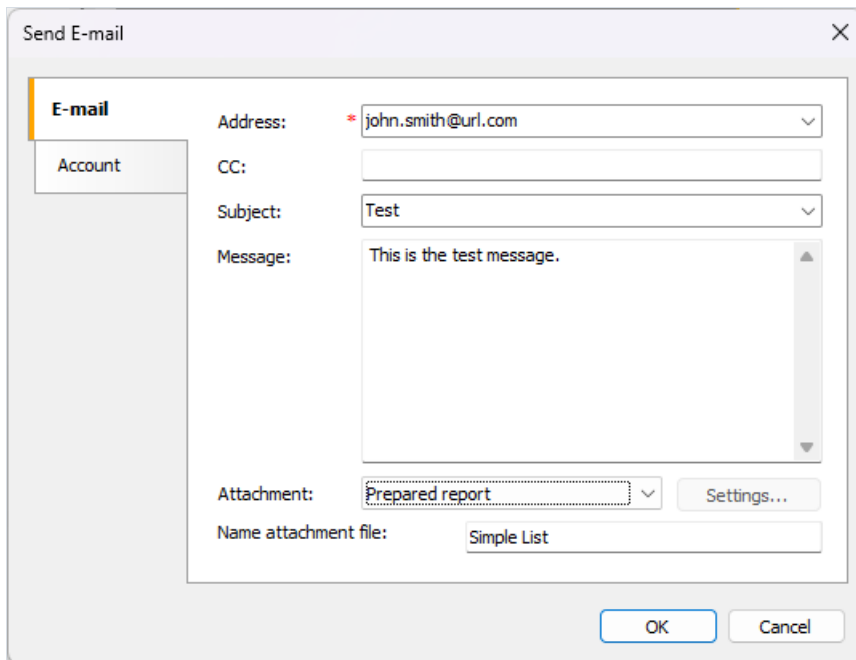 Send E-mail
E-mail
Account
Address: * john.smith@url.com
CC:
Subject: Test
Message: This is the test message.
Attachment: Prepared report Settings...
Name attachment file: Simple List
OK Cancel